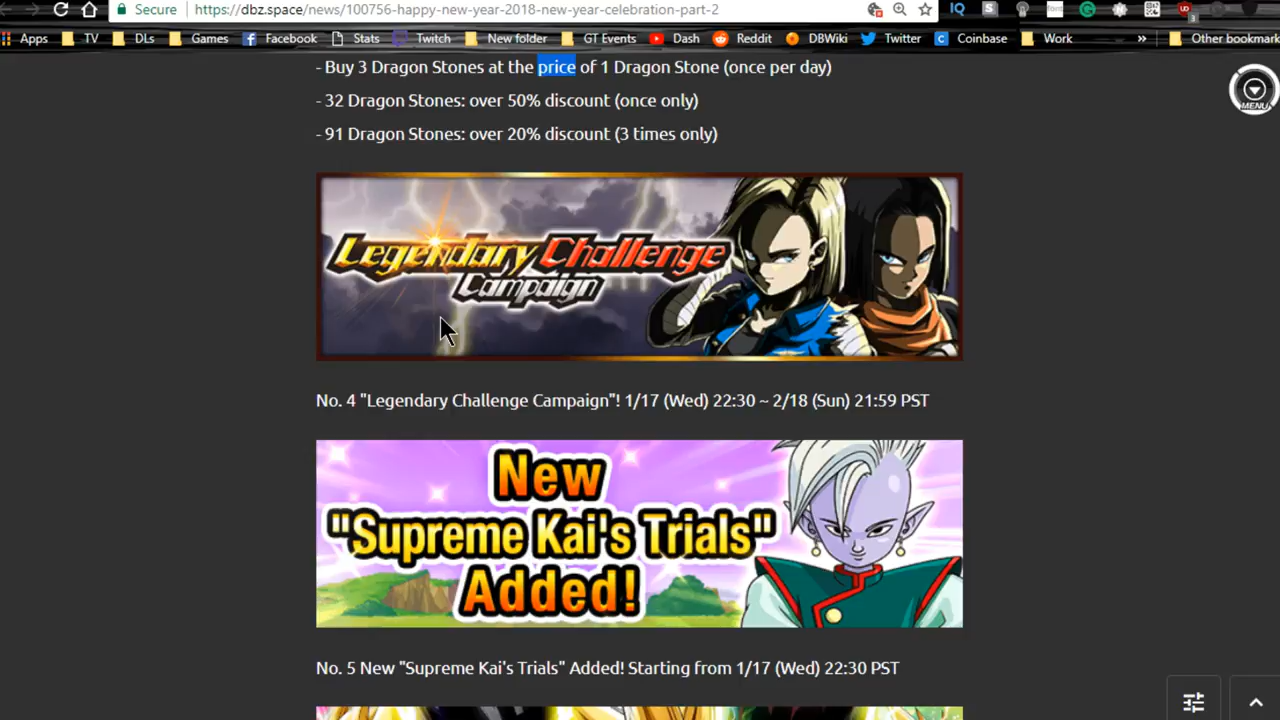 Secure https://dbz.space/news/100756-happy-new-year-2018-new-year-celebration-part-2
Apps TV DLs Games Facebook Stats Twitch New folder GT Events Dash Reddit DBWiki Twitter Coinbase Work » Other bookmark
- Buy 3 Dragon Stones at the price of 1 Dragon Stone (once per day)
- 32 Dragon Stones: over 50% discount (once only)
- 91 Dragon Stones: over 20% discount (3 times only)
MENU
Legendary Challenge
Campaign
No. 4 "Legendary Challenge Campaign"! 1/17 (Wed) 22:30 ~ 2/18 (Sun) 21:59 PST
New
"Supreme Kai's Trials"
Added!
No. 5 New "Supreme Kai's Trials" Added! Starting from 1/17 (Wed) 22:30 PST